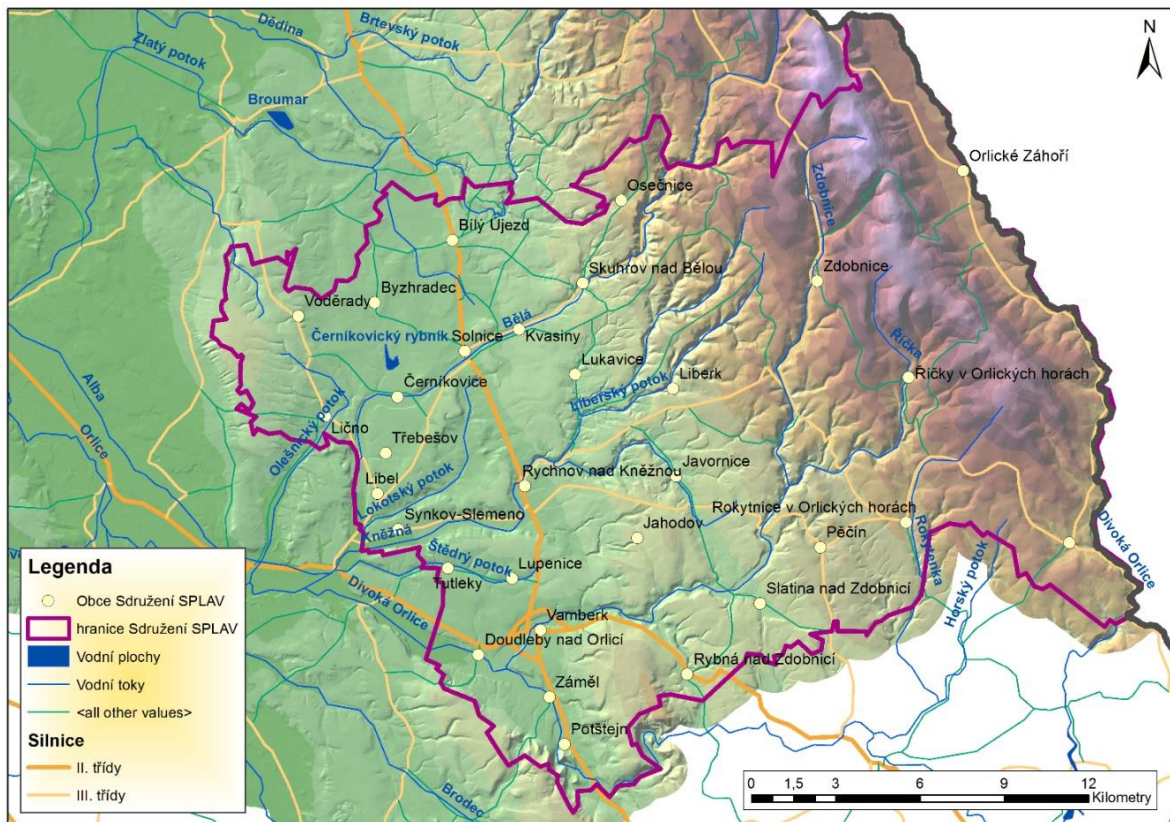 Dědina
Brtevský potok
Zlatý potok
N
Broumar
Orlické Záhoří
Zdobnice
Osečnice
Bílý Újezd
Skuhrov nad Bělou
Zdobnice
Byzhradec
Voděrady
Bělá
Černíkovický rybník
Solnice
Kvasiny
Říčka
Lukavice
Říčky v Orlických horách
Alba
Černíkovice
Liberk
Liberský potok
Olešnický potok
Lično
Orlice
Třebešov
Rychnov nad Kněžnou
Javornice
Libel
Lokotský potok
Rokytnice v Orlických horách
Synkov-Slemeno
Kněžná
Jahodov
Pěčín
Rokytenka
Divoká Orlice
Štědrý potok
Horský potok
Tutleky
Lupenice
Slatina nad Zdobnicí
Divoká Orlice
Vamberk
Doudleby nad Orlicí
Rybná nad Zdobnicí
Záměl
Potštejn
Brodec
Legenda
Obce Sdružení SPLAV
hranice Sdružení SPLAV
Vodní plochy
Vodní toky
<all other values>
Silnice
II. třídy
III. třídy
0 1,5 3 6 9 12
Kilometry